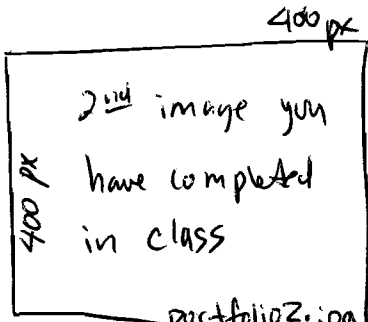 400 px
2nd image you
have completed
in class
400 px
portfolio2.jpg